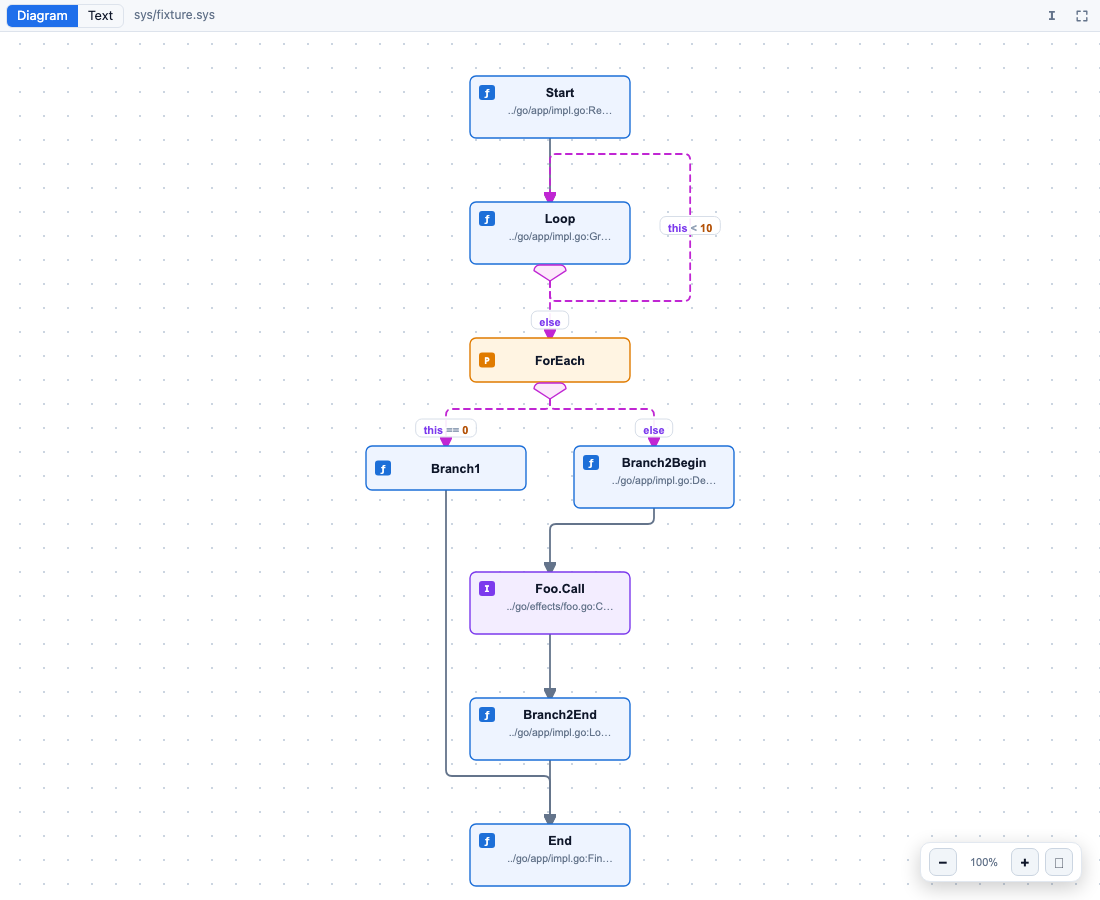 Diagram Text sys/fixture.sys I
ƒ Start
../go/app/impl.go:Re…
ƒ Loop
../go/app/impl.go:Gr…
this < 10
else
P ForEach
this == 0
else
ƒ Branch1
ƒ Branch2Begin
../go/app/impl.go:De…
I Foo.Call
../go/effects/foo.go:C…
ƒ Branch2End
../go/app/impl.go:Lo…
ƒ End
../go/app/impl.go:Fin…
− 100% +